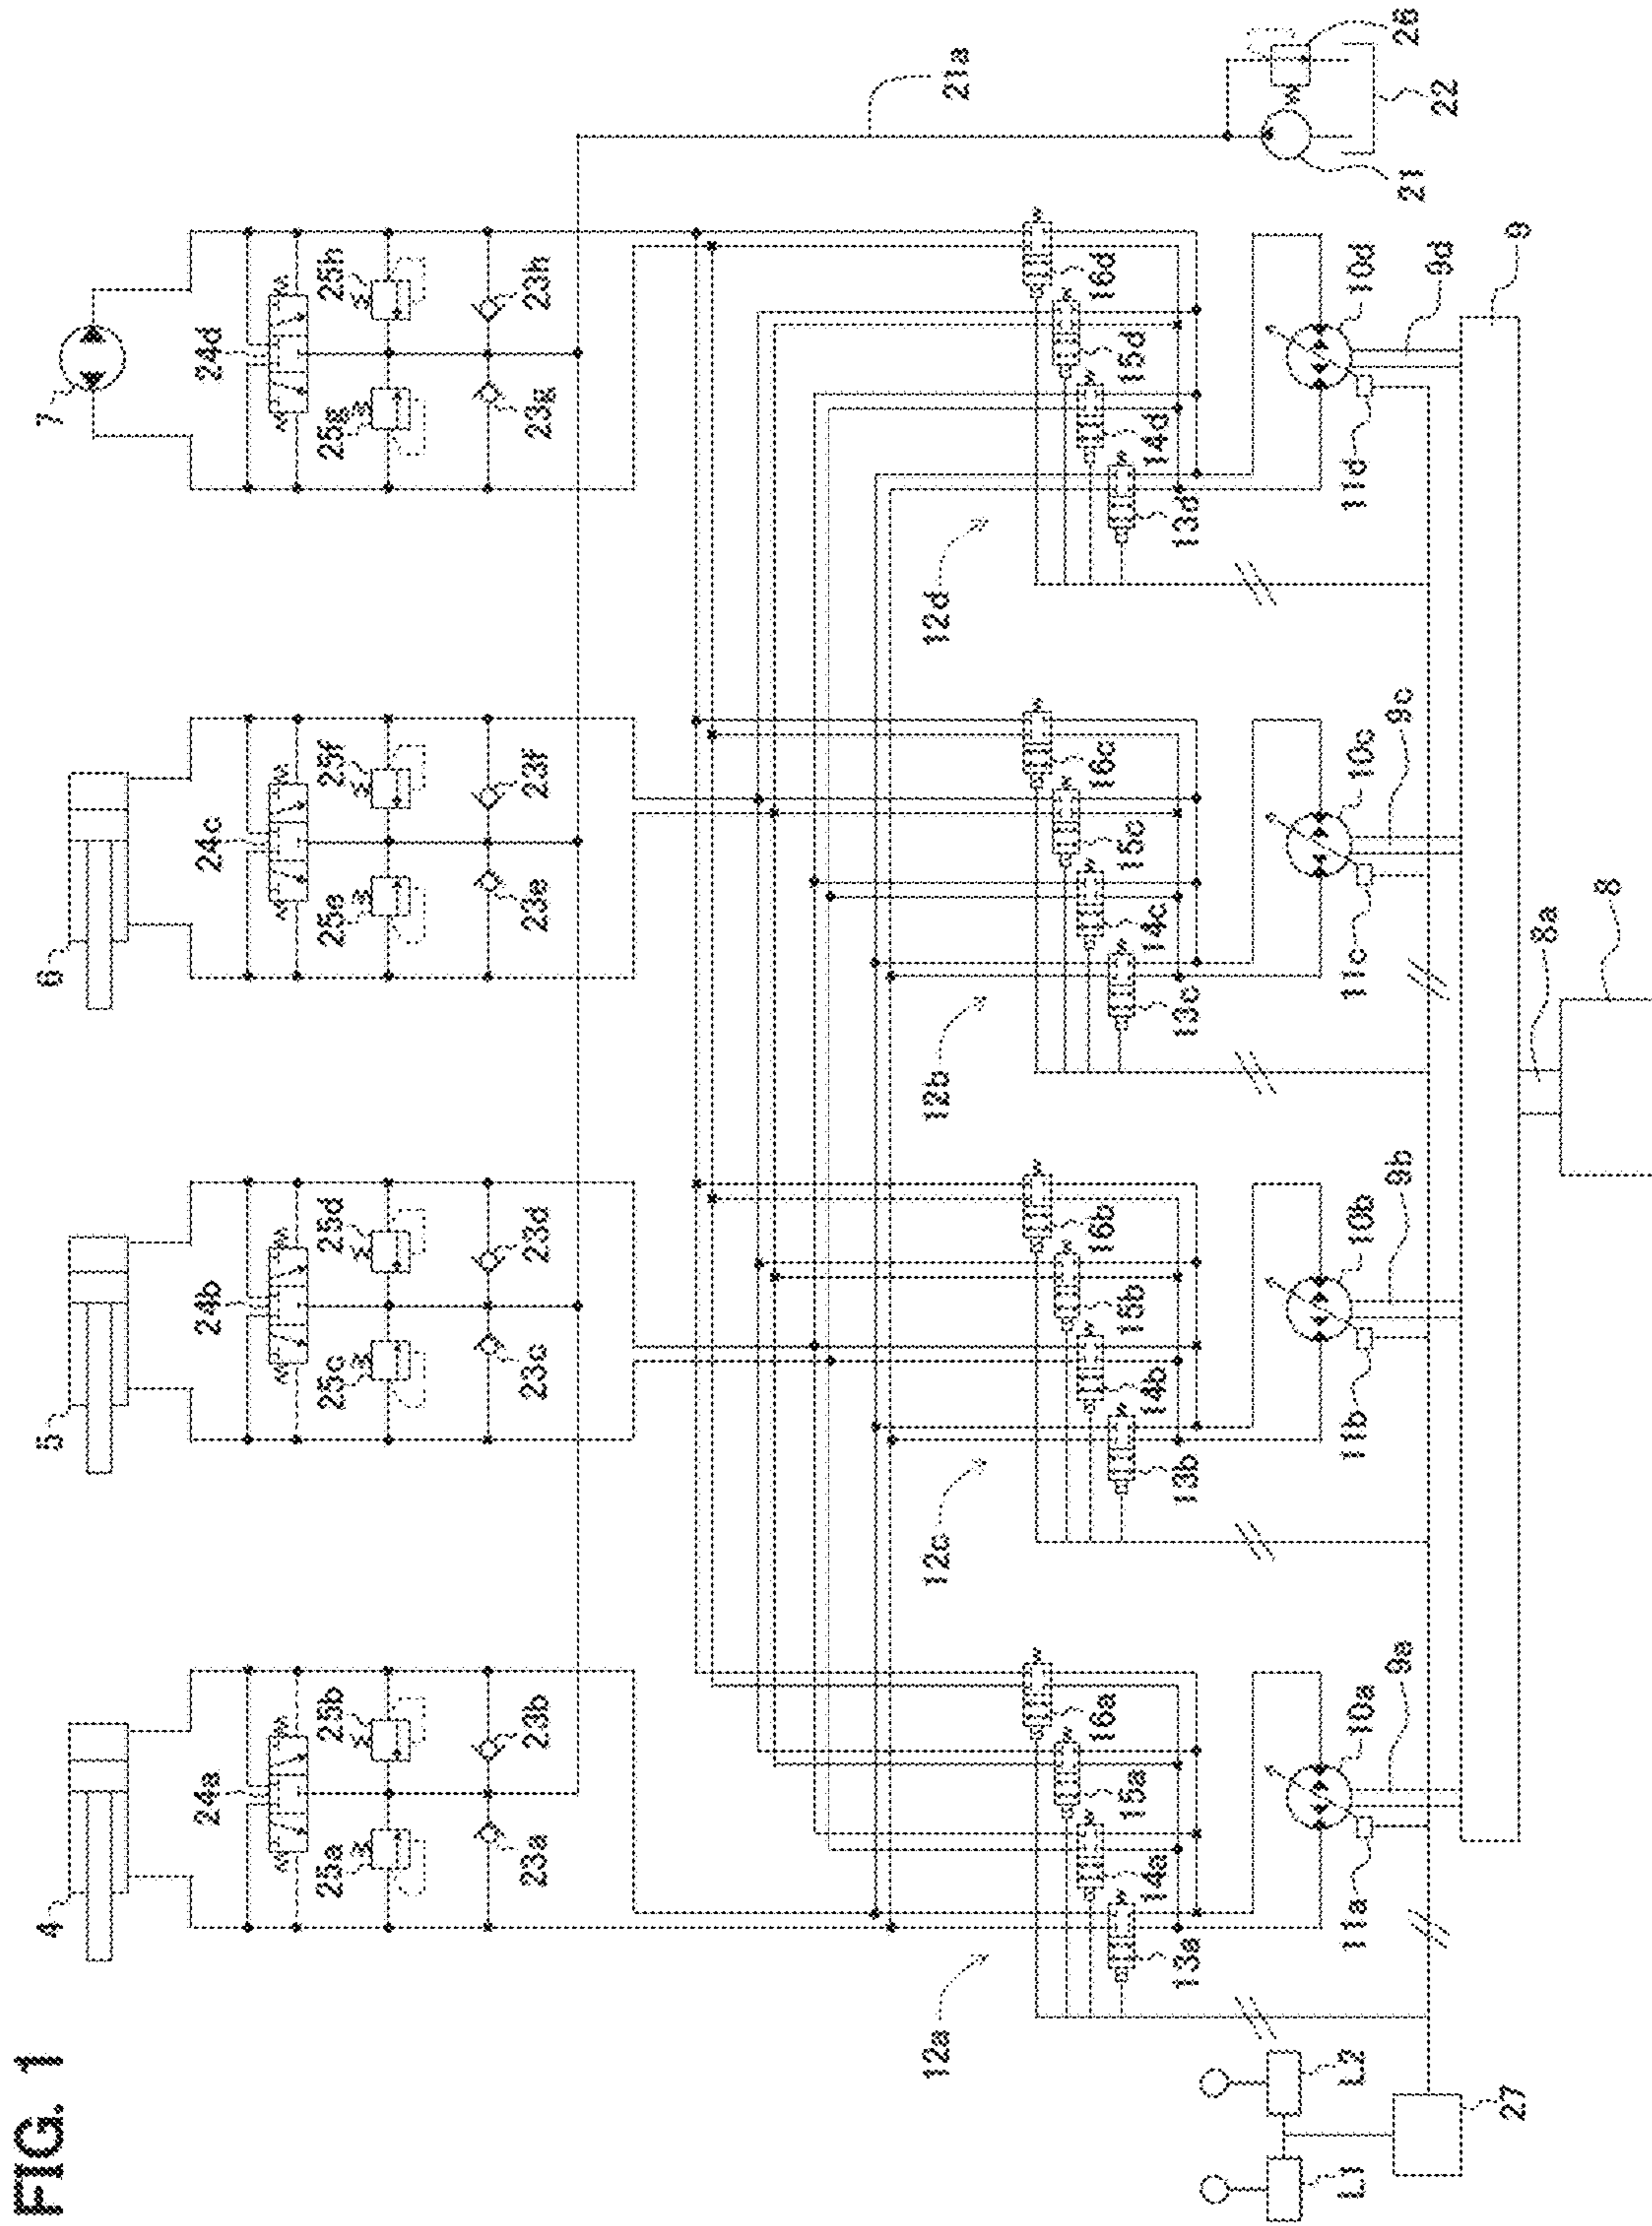 FIG. 1
4
5
6
7
24a
24b
24c
24d
25a
25b
25c
25d
25e
25f
25g
25h
23a
23b
23c
23d
23e
23f
23g
23h
21a
12a
12c
12b
12d
16a
15a
14a
13a
16b
15b
14b
13b
16c
15c
14c
13c
16d
15d
14d
13d
L1
L2
27
11a
10a
9a
11b
10b
9b
11c
10c
9c
11d
10d
9d
9
21
22
26
8a
8